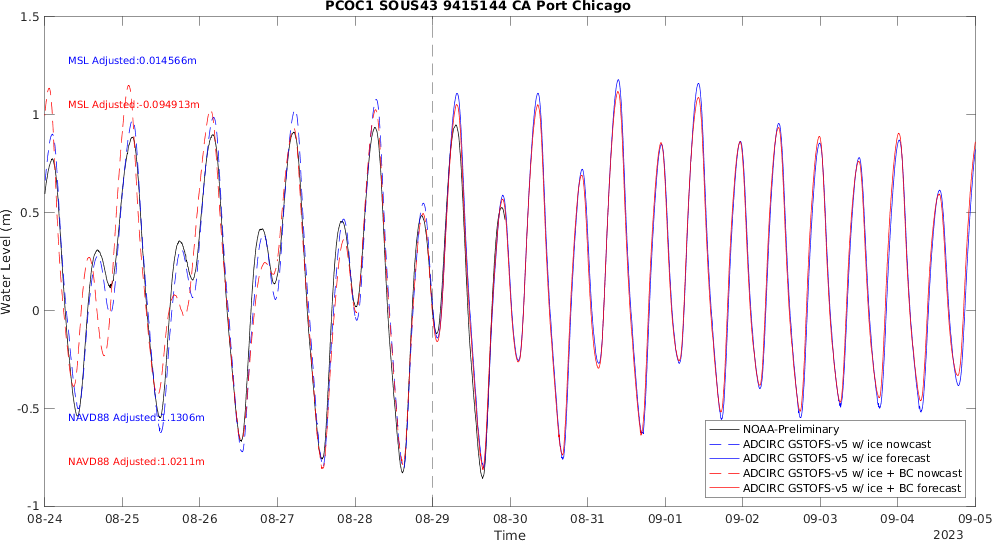 PCOC1 SOUS43 9415144 CA Port Chicago
1.5
1
0.5
0
-0.5
-1
Water Level (m)
MSL Adjusted:0.014566m
MSL Adjusted:-0.094913m
NAVD88 Adjusted:1.1306m
NAVD88 Adjusted:1.0211m
NOAA-Preliminary
ADCIRC GSTOFS-v5 w/ ice nowcast
ADCIRC GSTOFS-v5 w/ ice forecast
ADCIRC GSTOFS-v5 w/ ice + BC nowcast
ADCIRC GSTOFS-v5 w/ ice + BC forecast
08-24 08-25 08-26 08-27 08-28 08-29 08-30 08-31 09-01 09-02 09-03 09-04 09-05
Time
2023